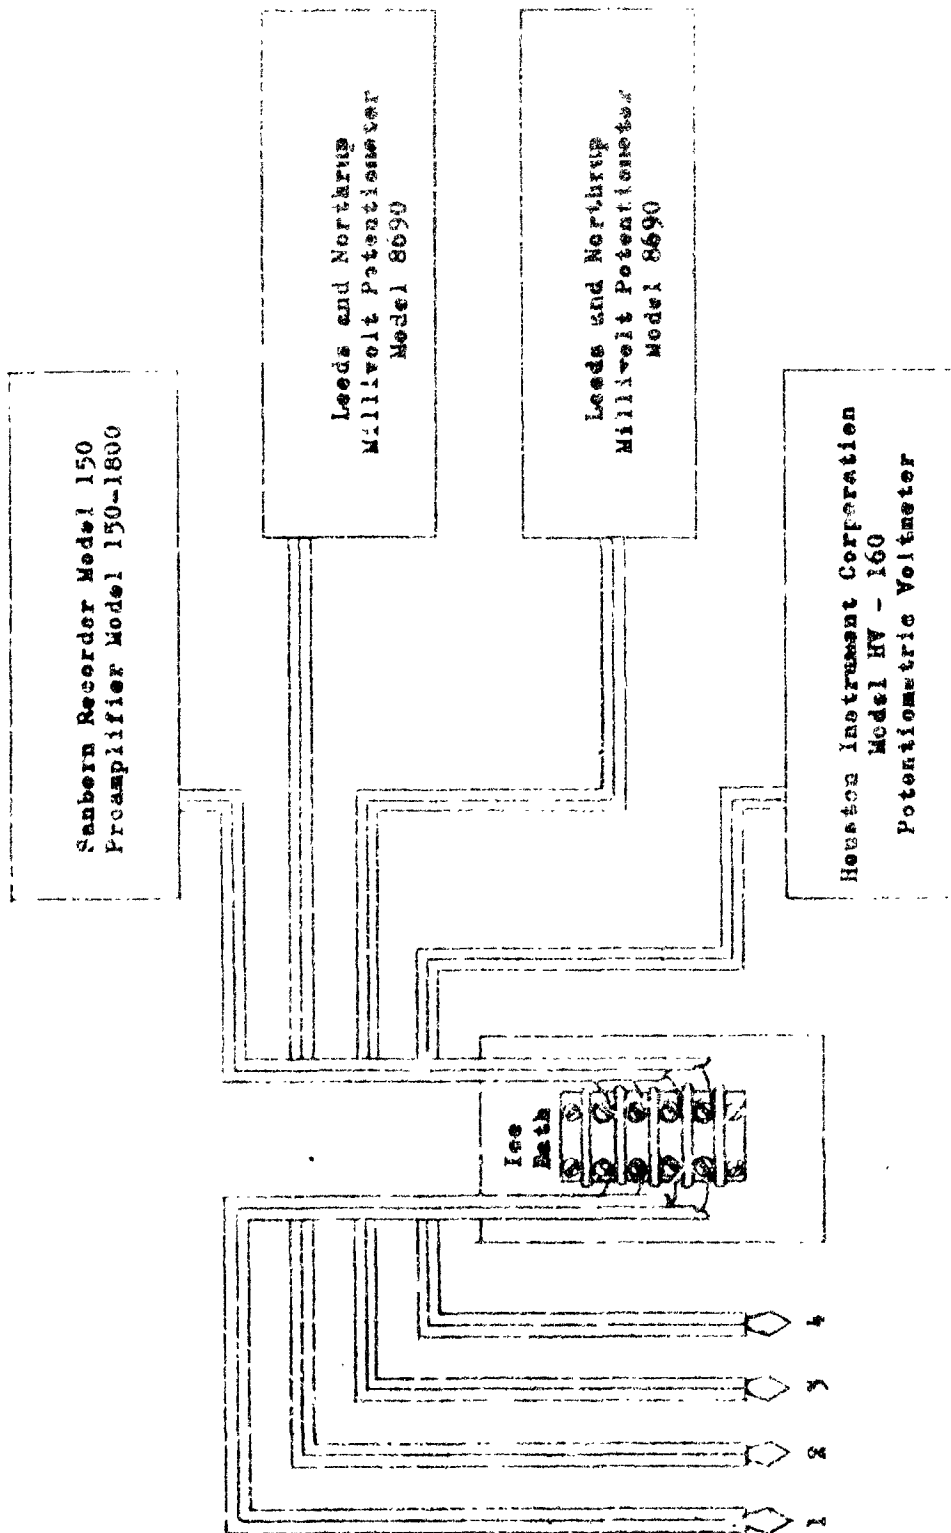 Sanborn Recorder Model 150
Preamplifier Model 150-1800
Leeds and Northrup
Millivolt Potentiometer
Model 8690
Leeds and Northrup
Millivolt Potentiometer
Model 8690
Houston Instrument Corporation
Model HV - 160
Potentiometric Voltmeter
Ice
Bath
1
2
3
4